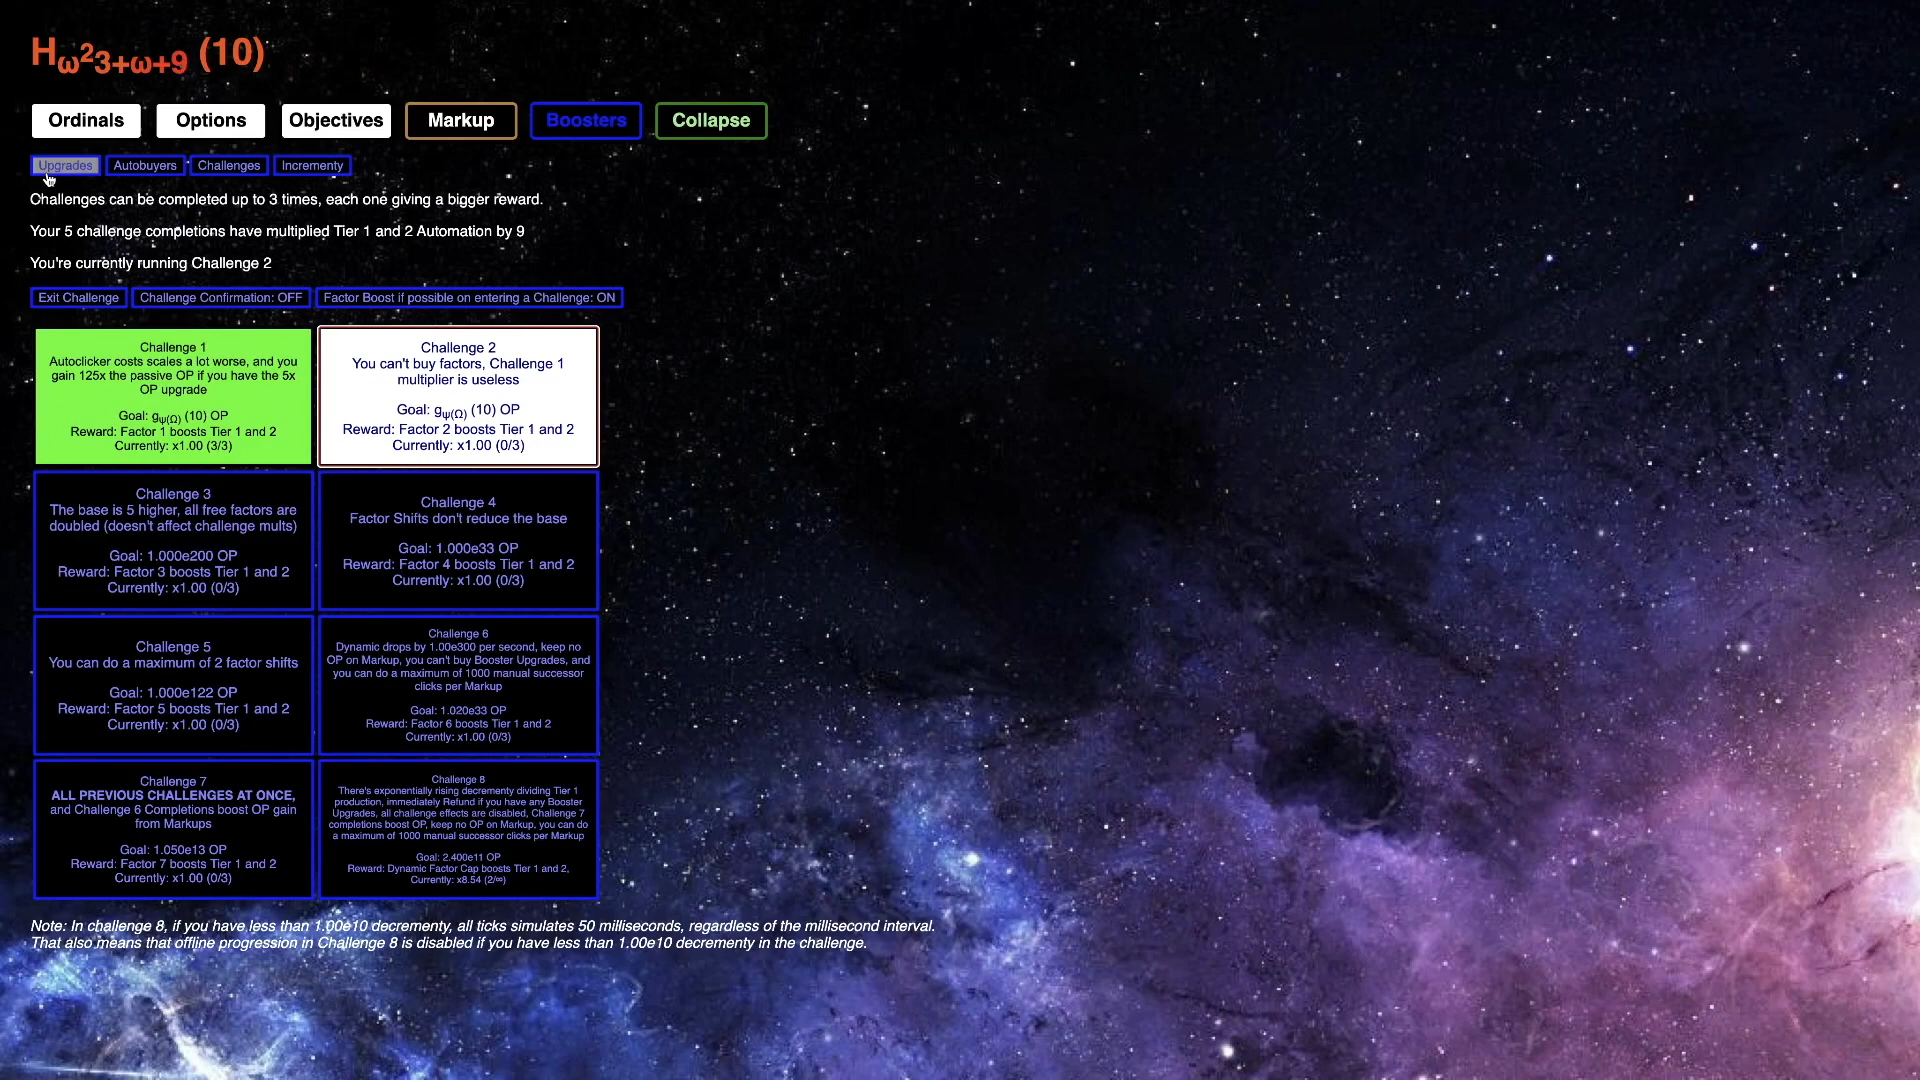 Hω²3+ω+9 (10)
Ordinals Options Objectives Markup Boosters Collapse
Upgrades Autobuyers Challenges Incrementy
Challenges can be completed up to 3 times, each one giving a bigger reward.
Your 5 challenge completions have multiplied Tier 1 and 2 Automation by 9
You're currently running Challenge 2
Exit Challenge Challenge Confirmation: OFF Factor Boost if possible on entering a Challenge: ON
Challenge 1
Autoclicker costs scales a lot worse, and you
gain 125x the passive OP if you have the 5x
OP upgrade
Goal: gψ(Ω) (10) OP
Reward: Factor 1 boosts Tier 1 and 2
Currently: x1.00 (3/3)
Challenge 2
You can't buy factors, Challenge 1
multiplier is useless
Goal: gψ(Ω) (10) OP
Reward: Factor 2 boosts Tier 1 and 2
Currently: x1.00 (0/3)
Challenge 3
The base is 5 higher, all free factors are
doubled (doesn't affect challenge mults)
Goal: 1.000e200 OP
Reward: Factor 3 boosts Tier 1 and 2
Currently: x1.00 (0/3)
Challenge 4
Factor Shifts don't reduce the base
Goal: 1.000e33 OP
Reward: Factor 4 boosts Tier 1 and 2
Currently: x1.00 (0/3)
Challenge 5
You can do a maximum of 2 factor shifts
Goal: 1.000e122 OP
Reward: Factor 5 boosts Tier 1 and 2
Currently: x1.00 (0/3)
Challenge 6
Dynamic drops by 1.00e300 per second, keep no
OP on Markup, you can't buy Booster Upgrades, and
you can do a maximum of 1000 manual successor
clicks per Markup
Goal: 1.020e33 OP
Reward: Factor 6 boosts Tier 1 and 2
Currently: x1.00 (0/3)
Challenge 7
ALL PREVIOUS CHALLENGES AT ONCE,
and Challenge 6 Completions boost OP gain
from Markups
Goal: 1.050e13 OP
Reward: Factor 7 boosts Tier 1 and 2
Currently: x1.00 (0/3)
Challenge 8
There's exponentially rising decrementy dividing Tier 1
production, immediately Refund if you have any Booster
Upgrades, all challenge effects are disabled, Challenge 7
completions boost OP, keep no OP on Markup, you can do
a maximum of 1000 manual successor clicks per Markup
Goal: 2.400e11 OP
Reward: Dynamic Factor Cap boosts Tier 1 and 2,
Currently: x8.54 (2/∞)
Note: In challenge 8, if you have less than 1.00e10 decrementy, all ticks simulates 50 milliseconds, regardless of the millisecond interval.
That also means that offline progression in Challenge 8 is disabled if you have less than 1.00e10 decrementy in the challenge.